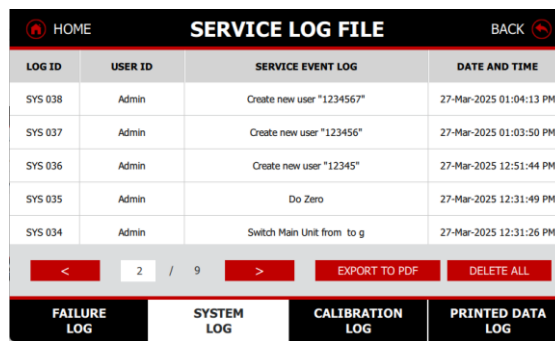 HOME SERVICE LOG FILE BACK
LOG ID USER ID SERVICE EVENT LOG DATE AND TIME
SYS 038 Admin Create new user "1234567" 27-Mar-2025 01:04:13 PM
SYS 037 Admin Create new user "123456" 27-Mar-2025 01:03:50 PM
SYS 036 Admin Create new user "12345" 27-Mar-2025 12:51:44 PM
SYS 035 Admin Do Zero 27-Mar-2025 12:31:49 PM
SYS 034 Admin Switch Main Unit from to g 27-Mar-2025 12:31:26 PM
< 2 / 9 > EXPORT TO PDF DELETE ALL
FAILURE SYSTEM CALIBRATION PRINTED DATA
LOG LOG LOG LOG